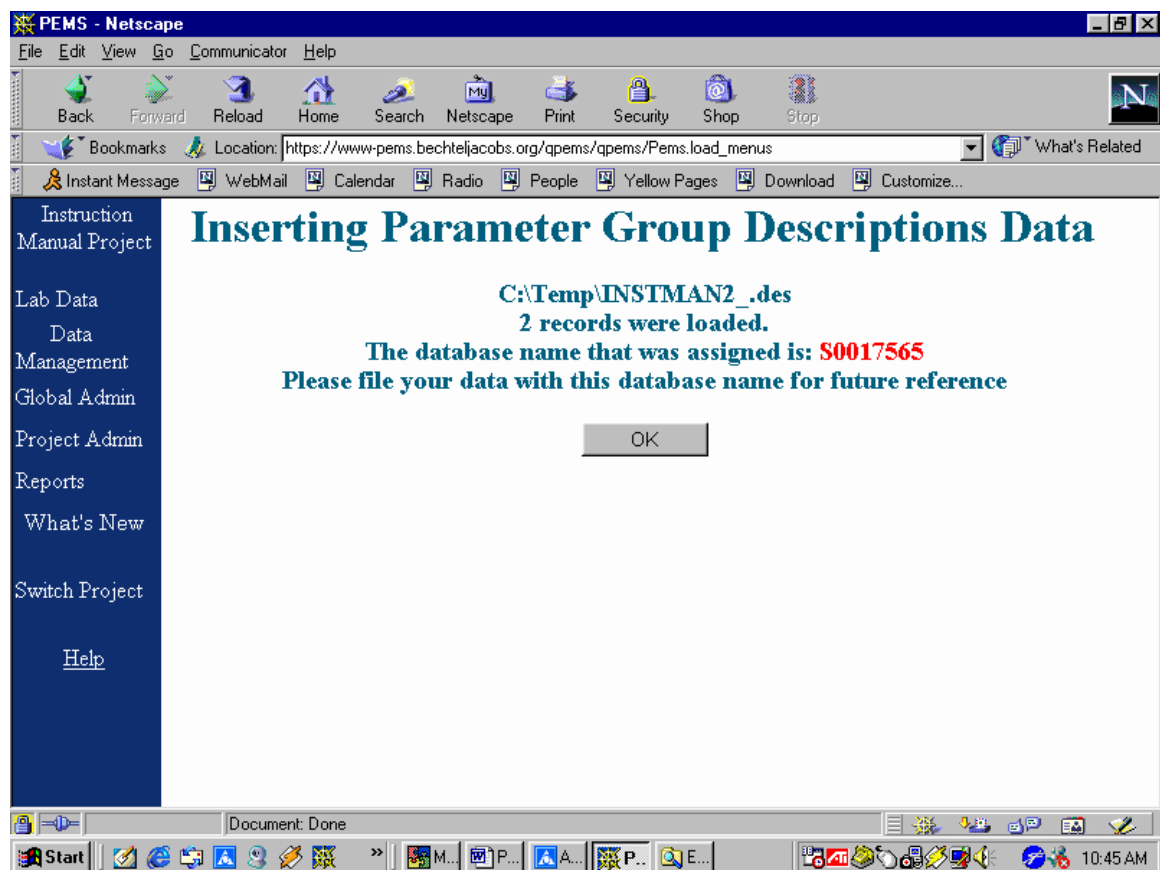 PEMS - Netscape
File Edit View Go Communicator Help
Back Forward Reload Home Search Netscape Print Security Shop Stop
My
N
Bookmarks Location: https://www-pems.bechteljacobs.org/qpems/qpems/Pems.load_menus What's Related
Instant Message WebMail Calendar Radio People Yellow Pages Download Customize...
Instruction
Manual Project
Lab Data
Data
Management
Global Admin
Project Admin
Reports
What's New
Switch Project
Help
Inserting Parameter Group Descriptions Data
C:\Temp\INSTMAN2_.des
2 records were loaded.
The database name that was assigned is: S0017565
Please file your data with this database name for future reference
OK
Document: Done
Start » M... P... A... P.. E... 10:45 AM